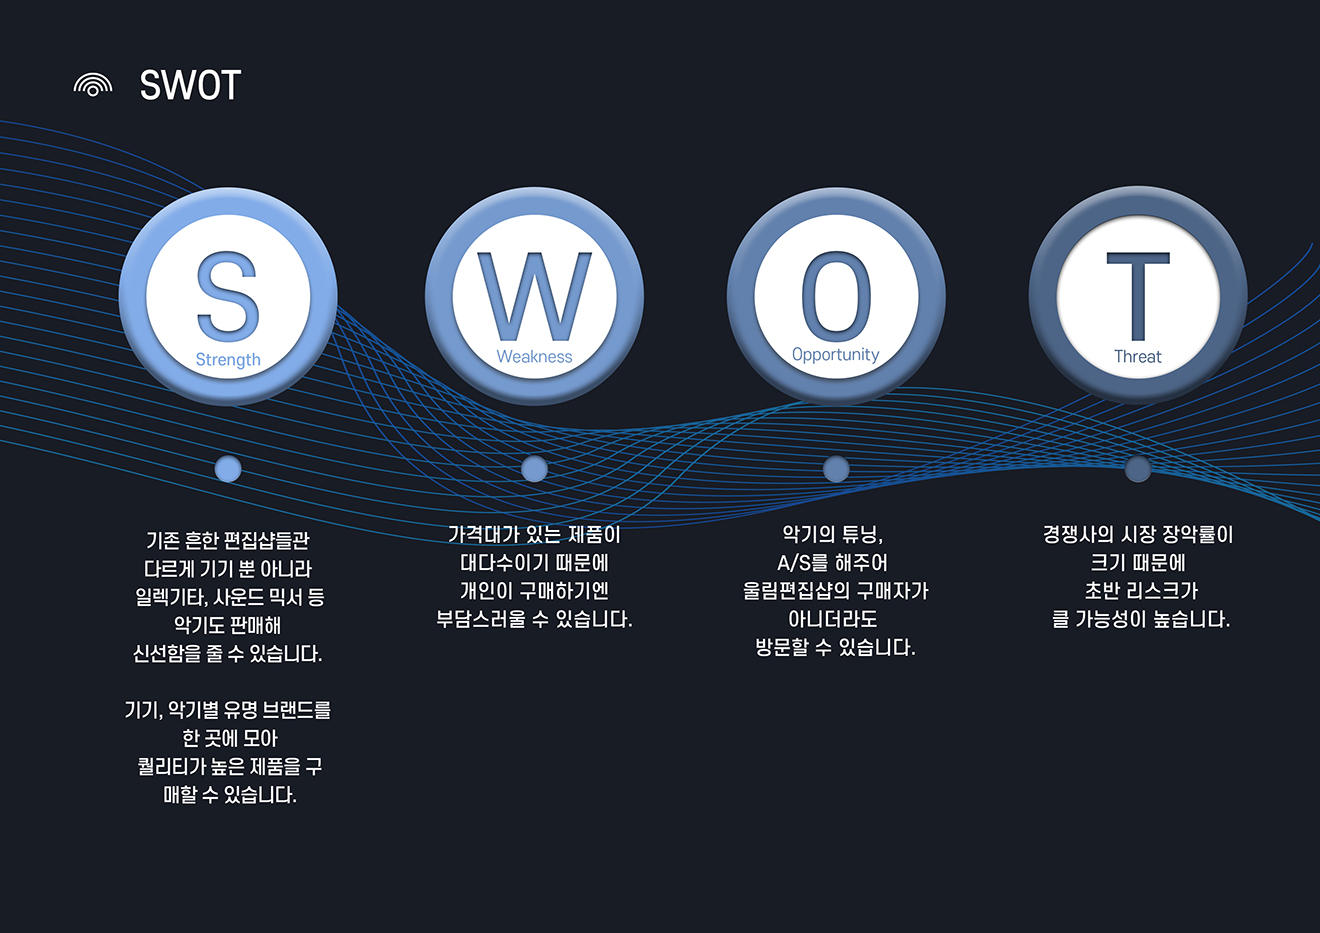 SWOT
S
Strength
기존 흔한 편집샵들관
다르게 기기 뿐 아니라
일렉기타, 사운드 믹서 등
악기도 판매해
신선함을 줄 수 있습니다.
기기, 악기별 유명 브랜드를
한 곳에 모아
퀄리티가 높은 제품을 구
매할 수 있습니다.
W
Weakness
가격대가 있는 제품이
대다수이기 때문에
개인이 구매하기엔
부담스러울 수 있습니다.
O
Opportunity
악기의 튜닝,
A/S를 해주어
울림편집샵의 구매자가
아니더라도
방문할 수 있습니다.
T
Threat
경쟁사의 시장 장악률이
크기 때문에
초반 리스크가
클 가능성이 높습니다.